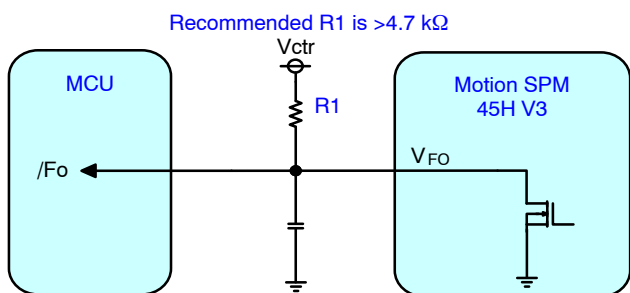 Recommended R1 is >4.7 kΩ
Vctr
MCU
R1
Motion SPM
45H V3
/Fo
VFO